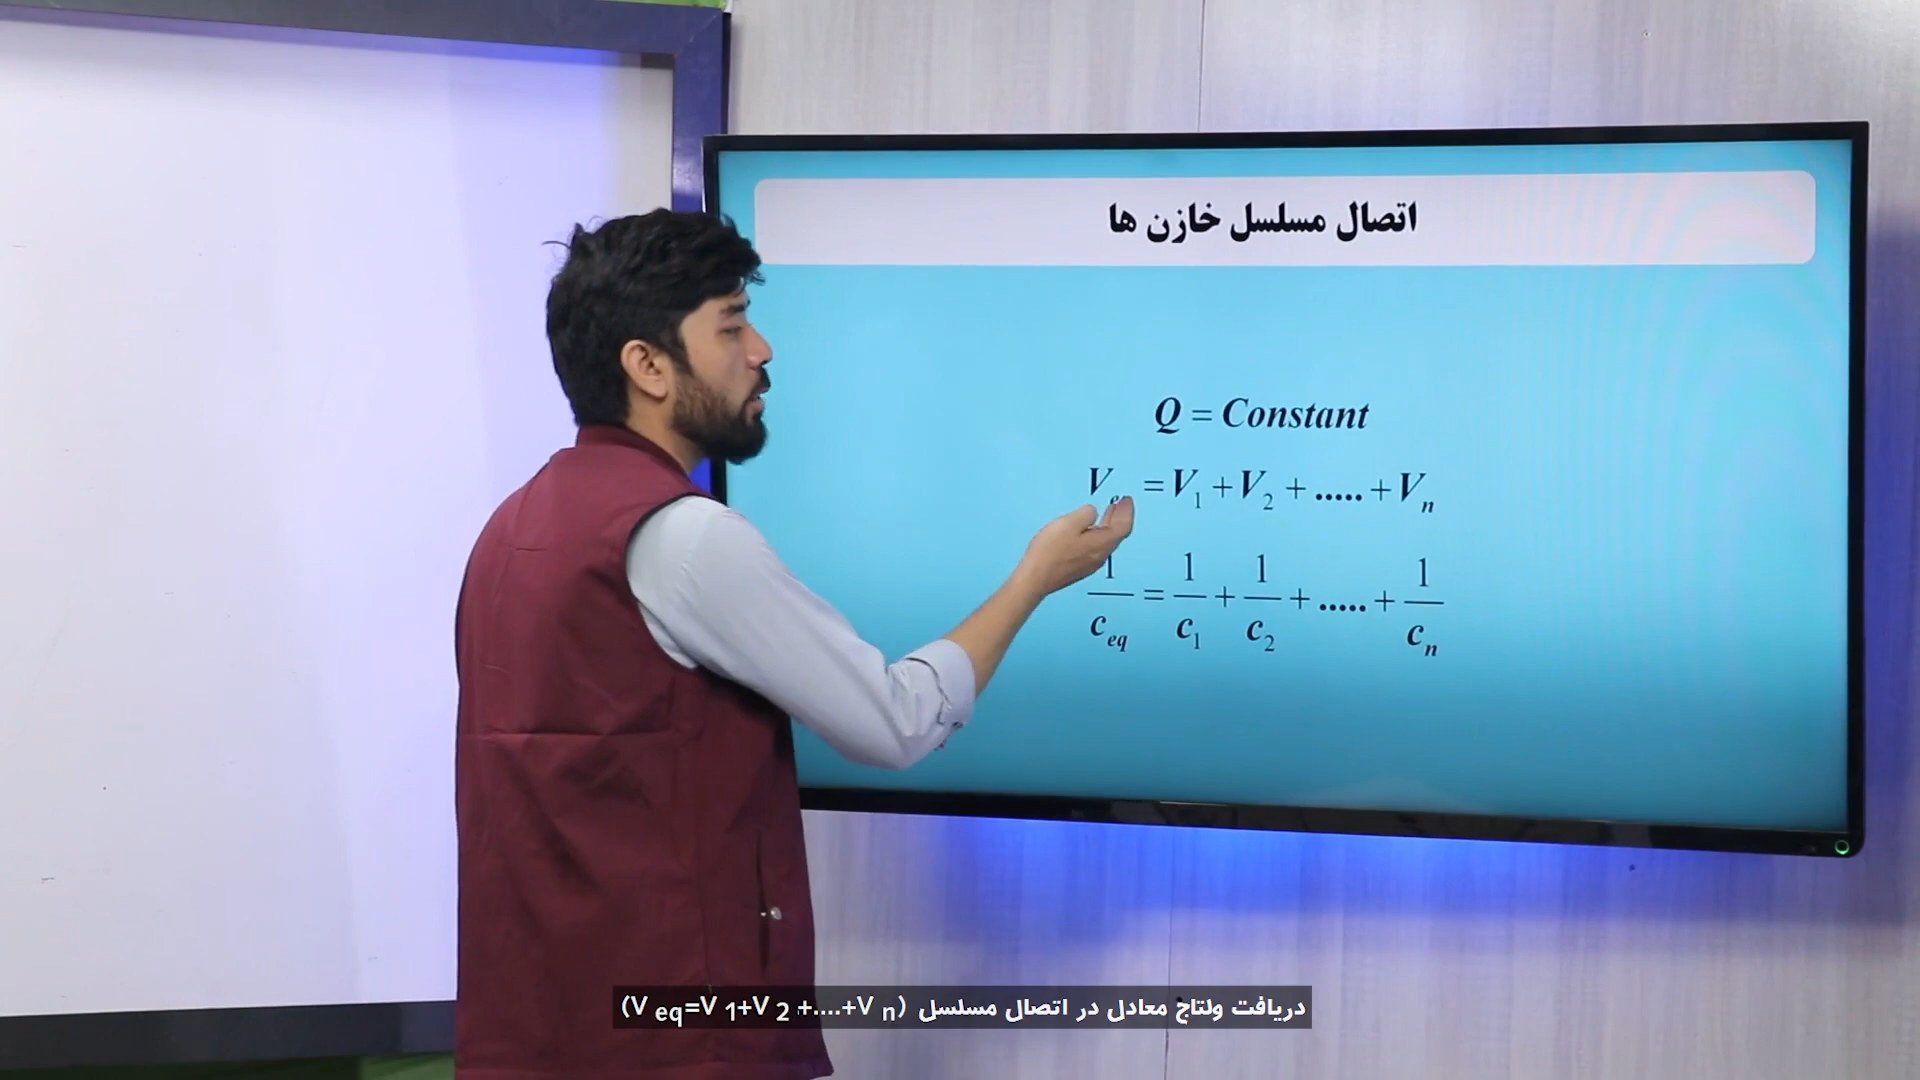 اتصال مسلسل خازن ها
Q = Constant
V_eq = V_1 + V_2 + ..... + V_n
1/c_eq = 1/c_1 + 1/c_2 + ..... + 1/c_n
دریافت ولتاج معادل در اتصال مسلسل (V eq=V 1+V 2 +....+V n)